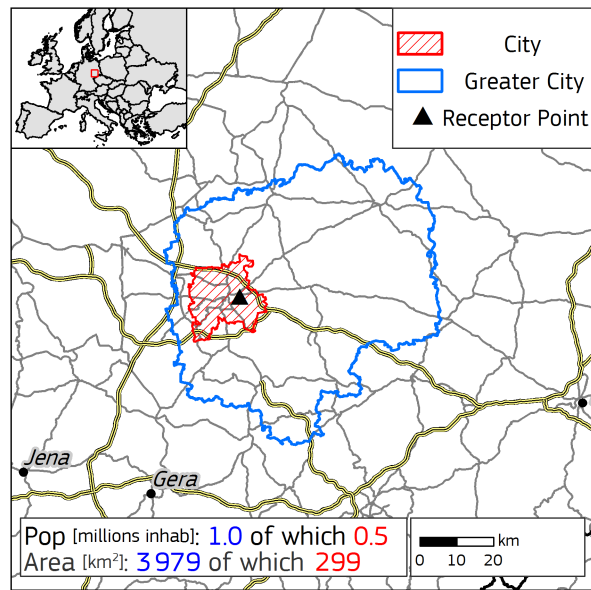 City
Greater City
Receptor Point
Jena
Gera
Pop [millions inhab]: 1.0 of which 0.5
Area [km²]: 3 979 of which 299
km
0 10 20